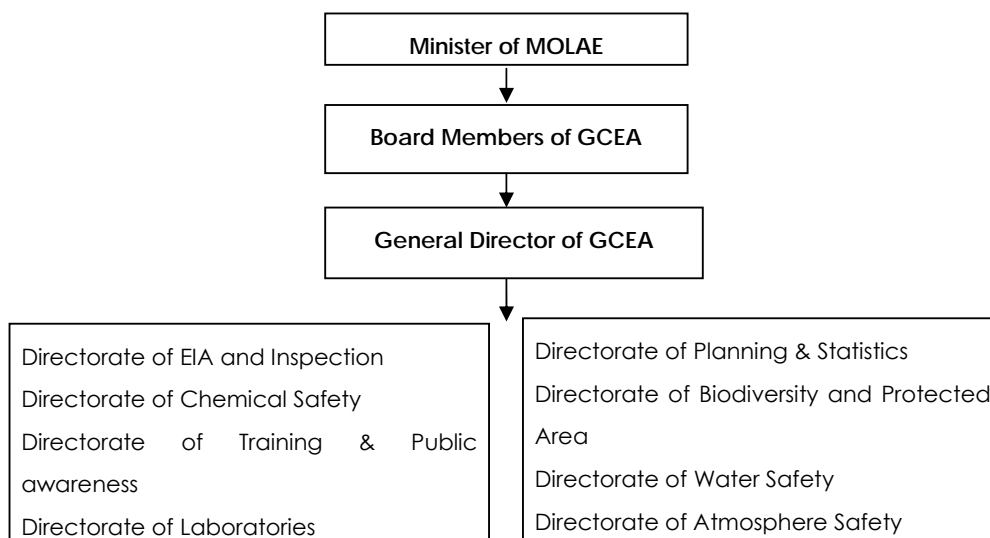 Minister of MOLAE
Board Members of GCEA
General Director of GCEA
Directorate of EIA and Inspection
Directorate of Chemical Safety
Directorate of Training & Public
awareness
Directorate of Laboratories
Directorate of Planning & Statistics
Directorate of Biodiversity and Protected
Area
Directorate of Water Safety
Directorate of Atmosphere Safety